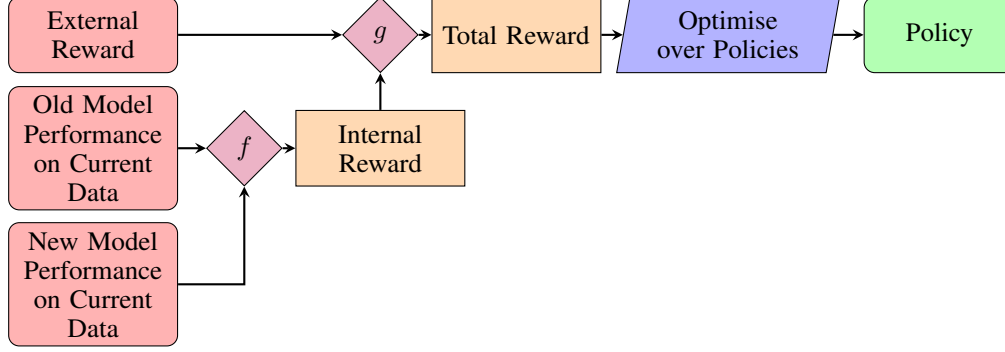 External
Reward
g
Total Reward
Optimise
over Policies
Policy
Old Model
Performance
on Current
Data
f
Internal
Reward
New Model
Performance
on Current
Data